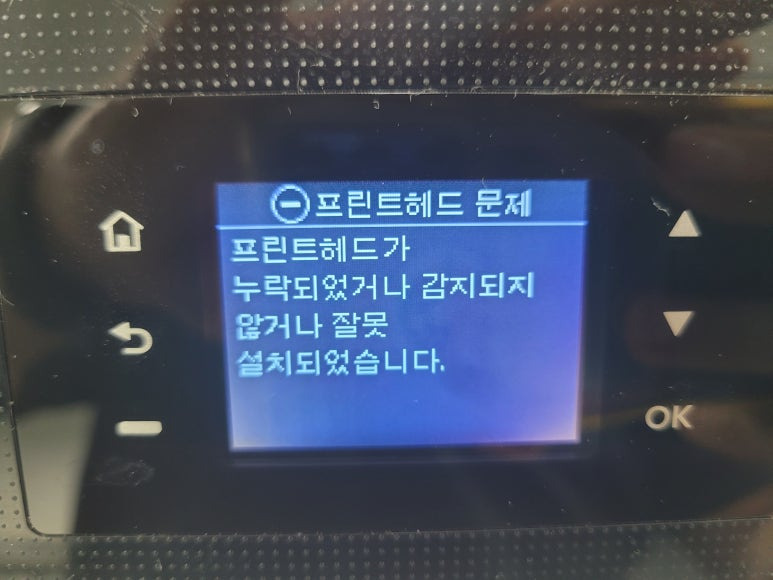 프린트헤드 문제
프린트헤드가
누락되었거나 감지되지
않거나 잘못
설치되었습니다.
OK